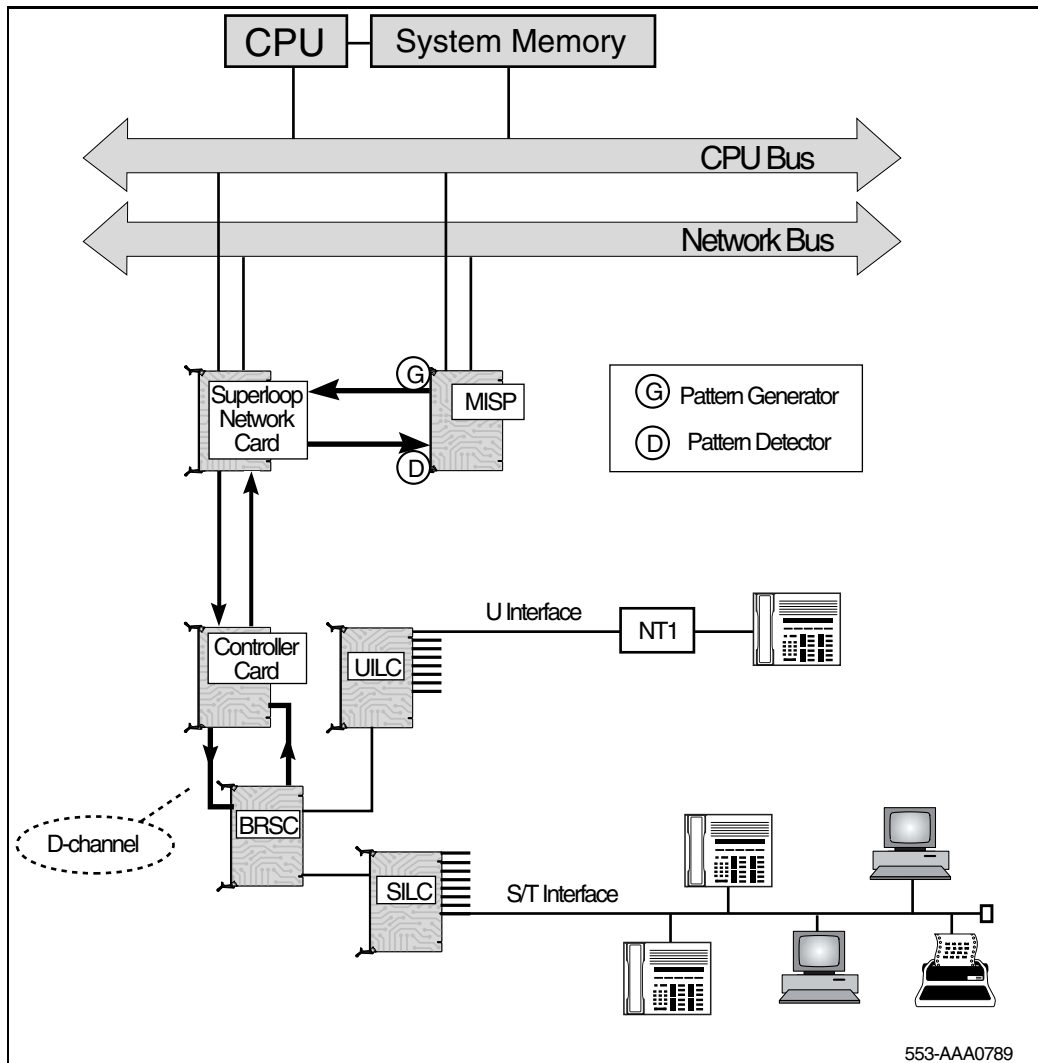 CPU
System Memory
CPU Bus
Network Bus
G
Superloop
Network
Card
MISP
D
G Pattern Generator
D Pattern Detector
Controller
Card
UILC
U Interface
NT1
D-channel
BRSC
SILC
S/T Interface
553-AAA0789